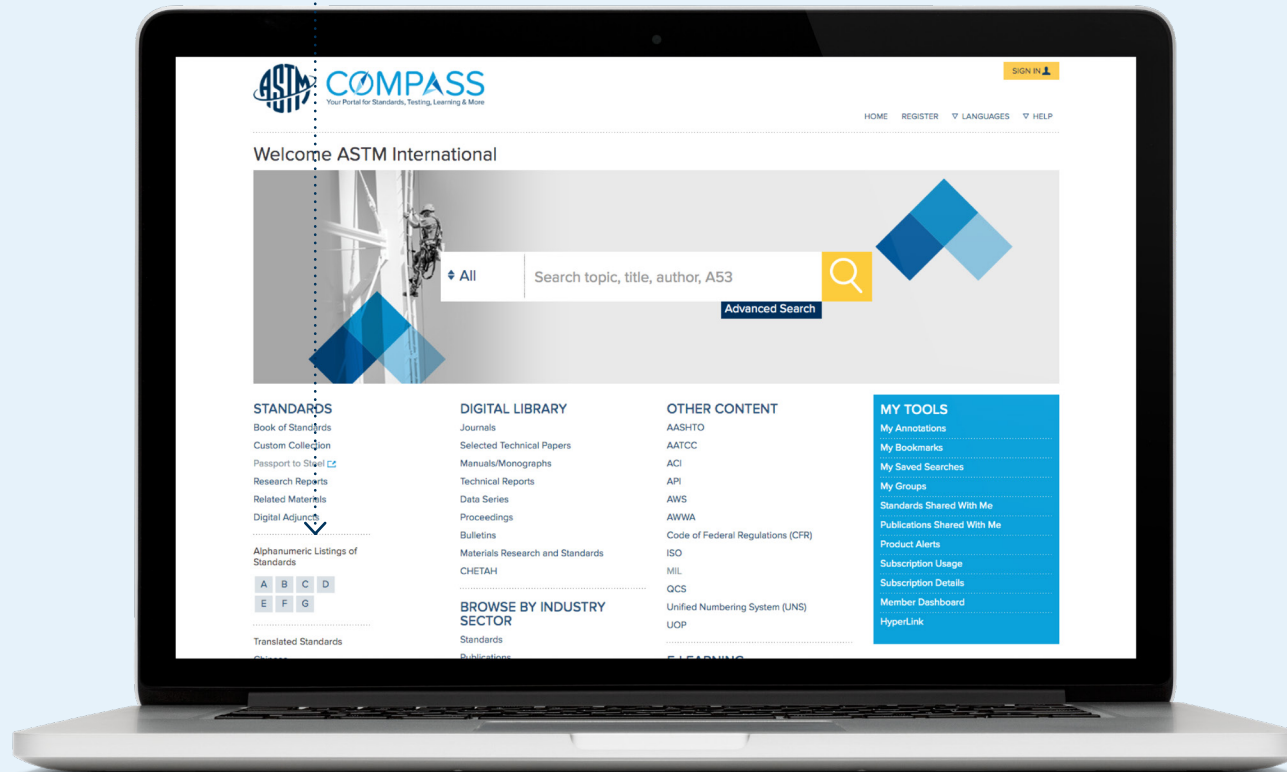 ASTM
COMPASS
Your Portal for Standards, Testing, Learning & More
SIGN IN
HOME REGISTER LANGUAGES HELP
Welcome ASTM International
All
Search topic, title, author, A53
Advanced Search
STANDARDS
Book of Standards
Custom Collection
Passport to Steel
Research Reports
Related Materials
Digital Adjuncts
Alphanumeric Listings of
Standards
A B C D
E F G
Translated Standards
Chinese
DIGITAL LIBRARY
Journals
Selected Technical Papers
Manuals/Monographs
Technical Reports
Data Series
Proceedings
Bulletins
Materials Research and Standards
CHETAH
BROWSE BY INDUSTRY
SECTOR
Standards
Publications
OTHER CONTENT
AASHTO
AATCC
ACI
API
AWS
AWWA
Code of Federal Regulations (CFR)
ISO
MIL
QCS
Unified Numbering System (UNS)
UOP
E-LEARNING
MY TOOLS
My Annotations
My Bookmarks
My Saved Searches
My Groups
Standards Shared With Me
Publications Shared With Me
Product Alerts
Subscription Usage
Subscription Details
Member Dashboard
HyperLink